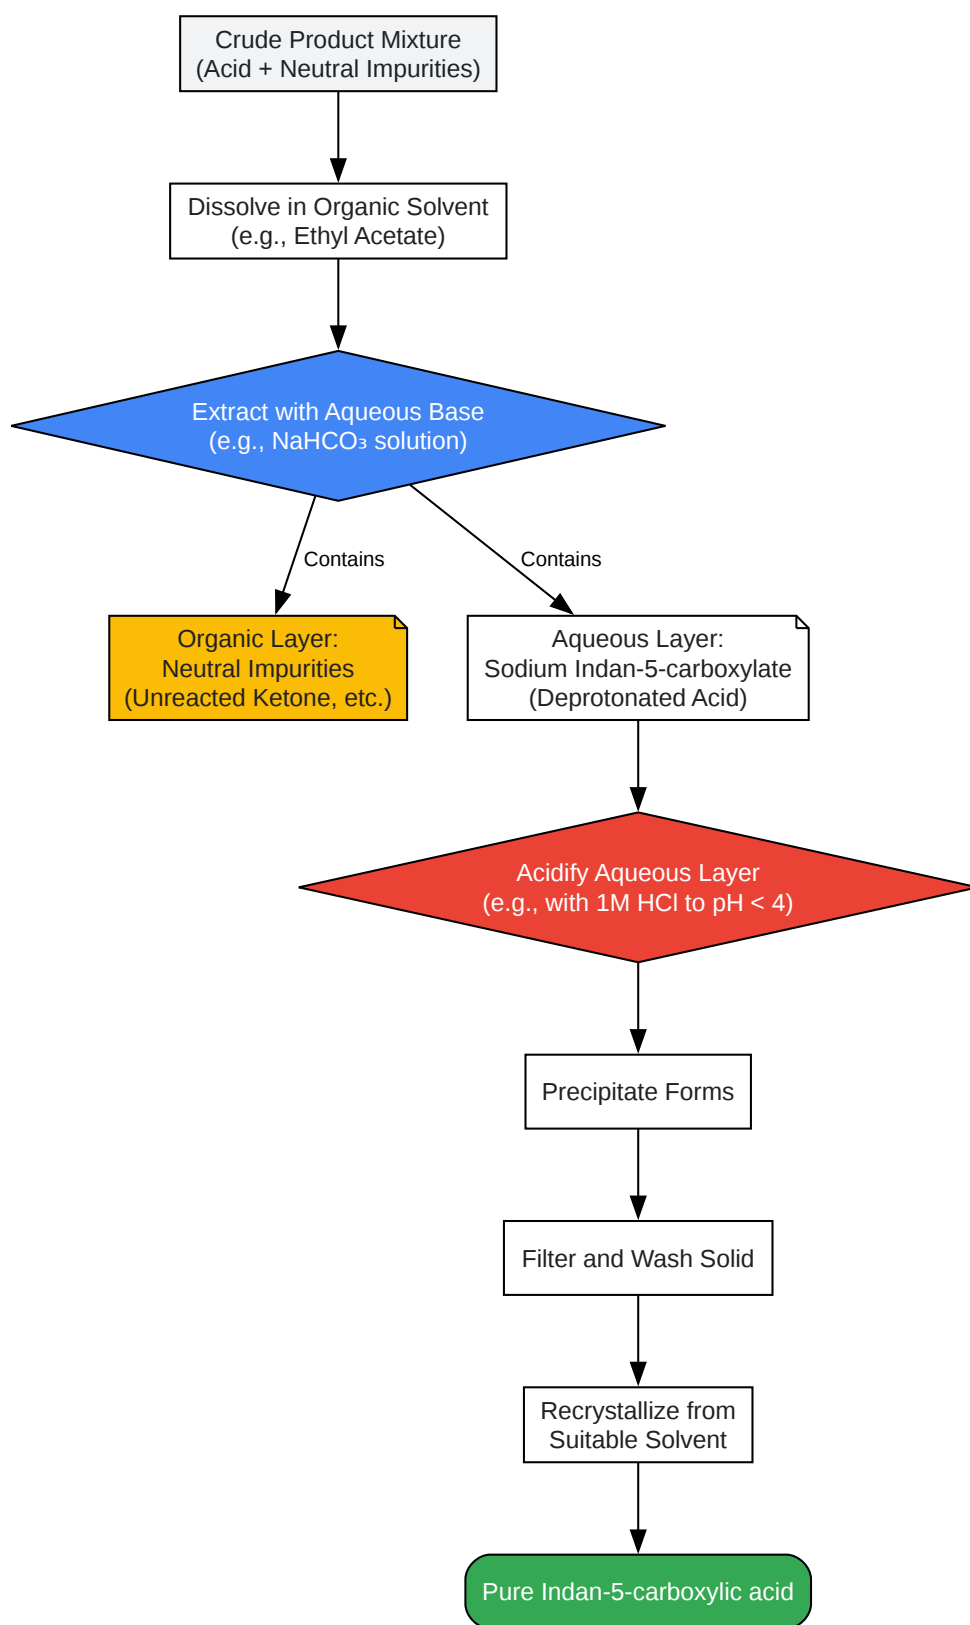 Crude Product Mixture
(Acid + Neutral Impurities)
Dissolve in Organic Solvent
(e.g., Ethyl Acetate)
Extract with Aqueous Base
(e.g., NaHCO₃ solution)
Contains
Contains
Organic Layer:
Neutral Impurities
(Unreacted Ketone, etc.)
Aqueous Layer:
Sodium Indan-5-carboxylate
(Deprotonated Acid)
Acidify Aqueous Layer
(e.g., with 1M HCl to pH < 4)
Precipitate Forms
Filter and Wash Solid
Recrystallize from
Suitable Solvent
Pure Indan-5-carboxylic acid